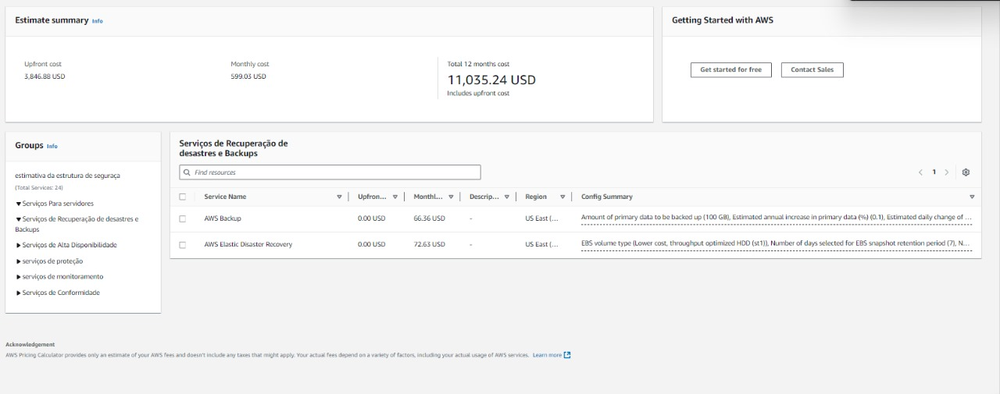 Estimate summary Info
Upfront cost
3,846.88 USD
Monthly cost
599.03 USD
Total 12 months cost
11,035.24 USD
Includes upfront cost
Getting Started with AWS
Get started for free
Contact Sales
Groups Info
estimativa da estrutura de seguraça
(Total Services: 24)
Serviços Para servidores
Serviços de Recuperação de desastres e
Backups
Serviços de Alta Disponibilidade
serviços de proteção
serviços de monitoramento
Serviços de Conformidade
Serviços de Recuperação de
desastres e Backups
Find resources
1
Service Name Upfron... Monthl... Descrip... Region Config Summary
AWS Backup 0.00 USD 66.36 USD - US East (... Amount of primary data to be backed up (100 GB), Estimated annual increase in primary data (%) (0.1), Estimated daily change of ...
AWS Elastic Disaster Recovery 0.00 USD 72.63 USD - US East (... EBS volume type (Lower cost, throughput optimized HDD (st1)), Number of days selected for EBS snapshot retention period (7), N...
Acknowledgement
AWS Pricing Calculator provides only an estimate of your AWS fees and doesn't include any taxes that might apply. Your actual fees depend on a variety of factors, including your actual usage of AWS services. Learn more